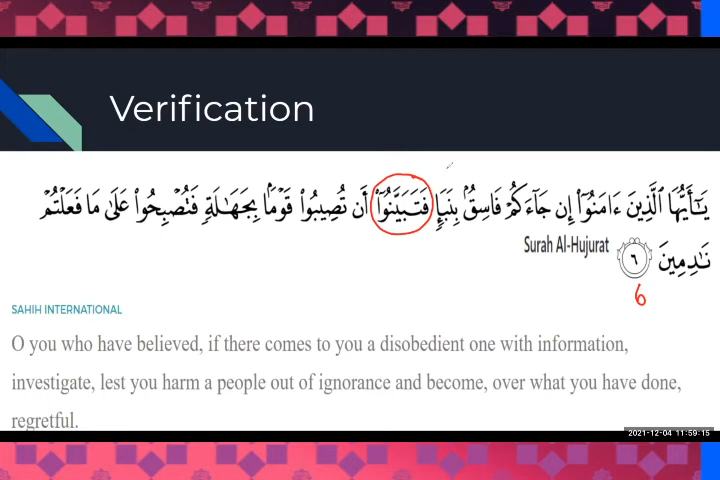 Verification
يَـٰٓأَيُّهَا ٱلَّذِينَ ءَامَنُوٓا۟ إِن جَآءَكُمْ فَاسِقٌۢ بِنَبَإٍ فَتَبَيَّنُوٓا۟ أَن تُصِيبُوا۟ قَوْمًۢا بِجَهَـٰلَةٍ فَتُصْبِحُوا۟ عَلَىٰ مَا فَعَلْتُمْ
نَـٰدِمِينَ ٦ Surah Al-Hujurat
6
SAHIH INTERNATIONAL
O you who have believed, if there comes to you a disobedient one with information,
investigate, lest you harm a people out of ignorance and become, over what you have done,
regretful.
2021-12-04 11:59:15